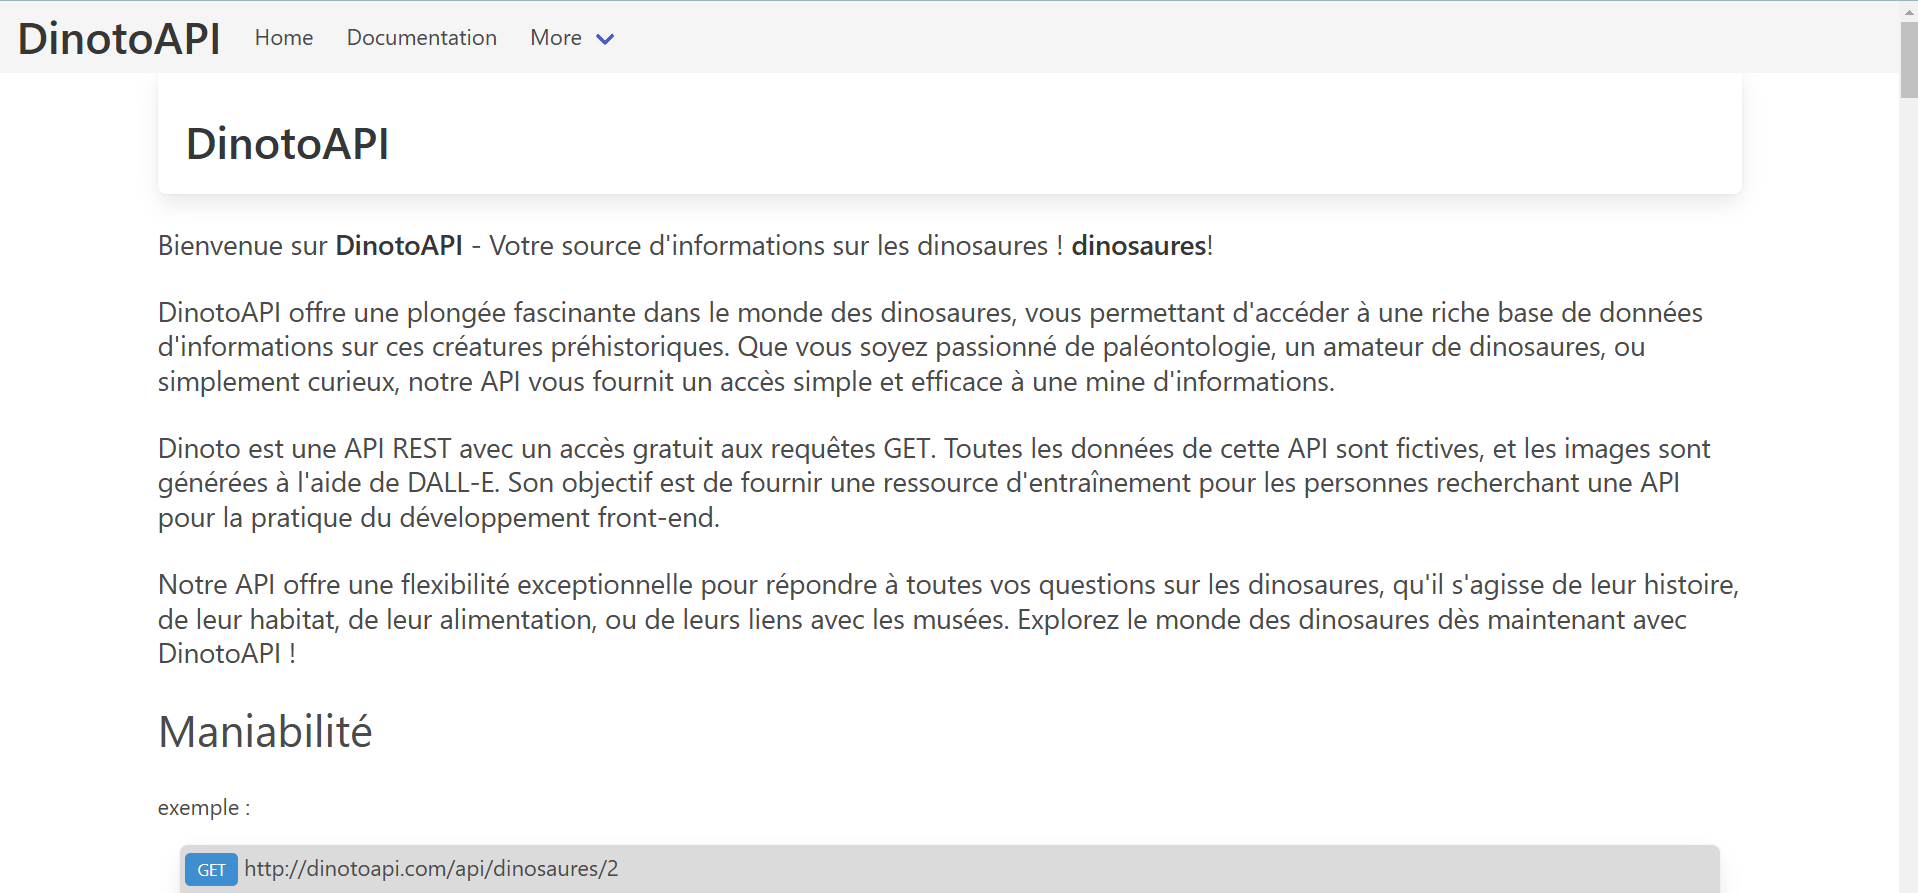 DinotoAPI Home Documentation More
DinotoAPI
Bienvenue sur DinotoAPI - Votre source d'informations sur les dinosaures ! dinosaures!
DinotoAPI offre une plongée fascinante dans le monde des dinosaures, vous permettant d'accéder à une riche base de données
d'informations sur ces créatures préhistoriques. Que vous soyez passionné de paléontologie, un amateur de dinosaures, ou
simplement curieux, notre API vous fournit un accès simple et efficace à une mine d'informations.
Dinoto est une API REST avec un accès gratuit aux requêtes GET. Toutes les données de cette API sont fictives, et les images sont
générées à l'aide de DALL-E. Son objectif est de fournir une ressource d'entraînement pour les personnes recherchant une API
pour la pratique du développement front-end.
Notre API offre une flexibilité exceptionnelle pour répondre à toutes vos questions sur les dinosaures, qu'il s'agisse de leur histoire,
de leur habitat, de leur alimentation, ou de leurs liens avec les musées. Explorez le monde des dinosaures dès maintenant avec
DinotoAPI !
Maniabilité
exemple :
GET http://dinotoapi.com/api/dinosaures/2